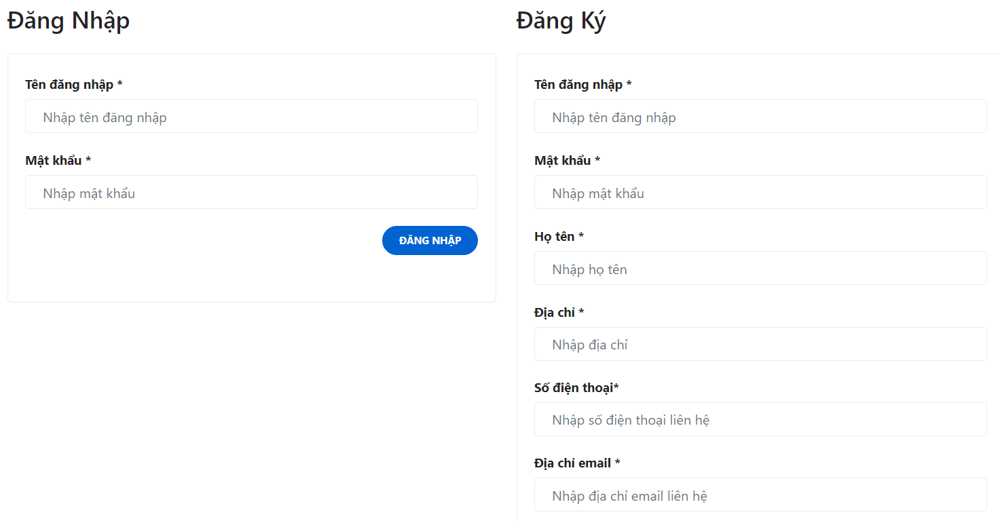 Đăng Nhập
Tên đăng nhập *
Nhập tên đăng nhập
Mật khẩu *
Nhập mật khẩu
ĐĂNG NHẬP
Đăng Ký
Tên đăng nhập *
Nhập tên đăng nhập
Mật khẩu *
Nhập mật khẩu
Họ tên *
Nhập họ tên
Địa chỉ *
Nhập địa chỉ
Số điện thoại*
Nhập số điện thoại liên hệ
Địa chỉ email *
Nhập địa chỉ email liên hệ